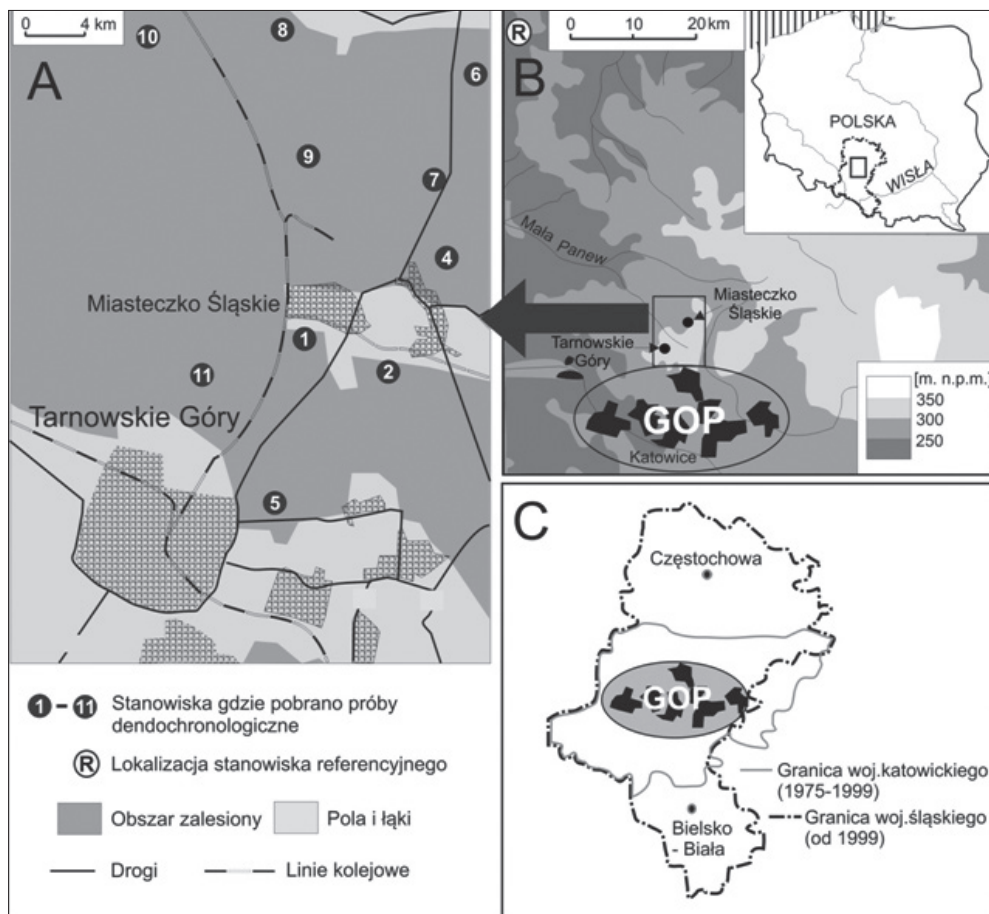 0 4 km
A
10
8
6
9
7
4
Miasteczko Śląskie
1
2
11
Tarnowskie Góry
5
1 - 11 Stanowiska gdzie pobrano próby
dendochronologiczne
R Lokalizacja stanowiska referencyjnego
Obszar zalesiony
Pola i łąki
Drogi
Linie kolejowe
R
0 10 20 km
B
POLSKA
WISŁA
Mała Panew
Miasteczko
Śląskie
Tarnowskie
Góry
GOP
Katowice
[m. n.p.m.]
350
300
250
C
Częstochowa
GOP
Granica woj.katowickiego
(1975-1999)
Granica woj.śląskiego
(od 1999)
Bielsko
- Biała